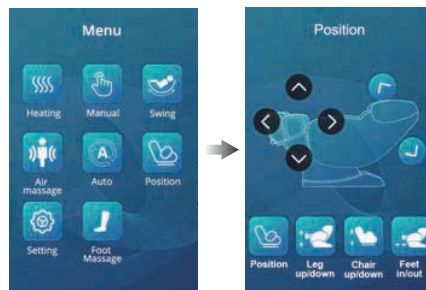 Menu
Heating
Manual
Swing
Air
massage
A
Auto
Position
Setting
Foot
Massage
Position
Position
Leg
up/down
Chair
up/down
Feet
in/out